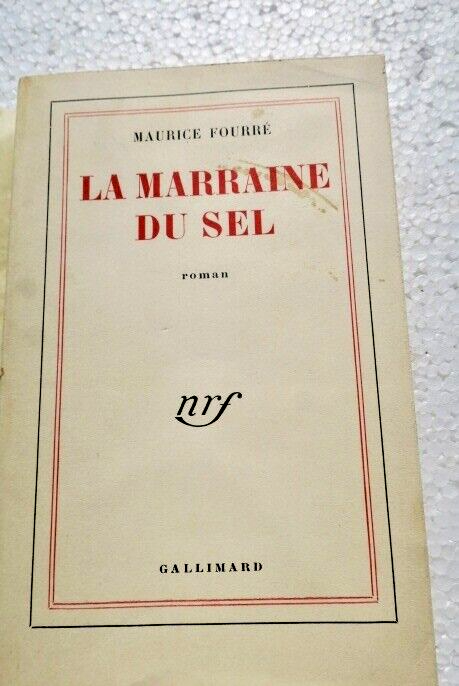 MAURICE FOURRÉ
LA MARRAINE
DU SEL
roman
nrf
GALLIMARD